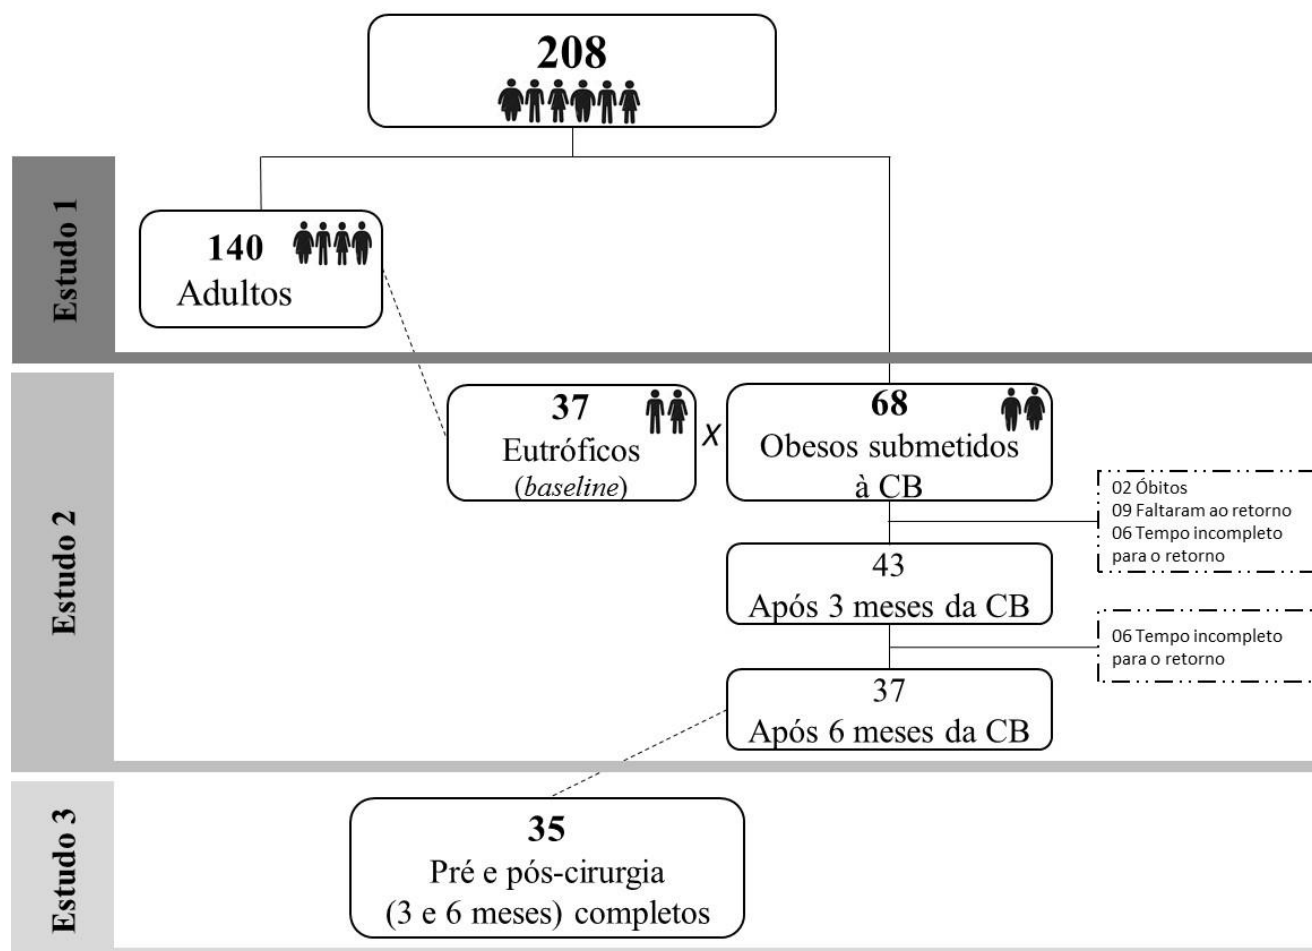 208
Estudo 1
140
Adultos
Estudo 2
37
Eutróficos
(baseline)
X
68
Obesos submetidos
à CB
02 Óbitos
09 Faltaram ao retorno
06 Tempo incompleto
para o retorno
43
Após 3 meses da CB
06 Tempo incompleto
para o retorno
37
Após 6 meses da CB
Estudo 3
35
Pré e pós-cirurgia
(3 e 6 meses) completos